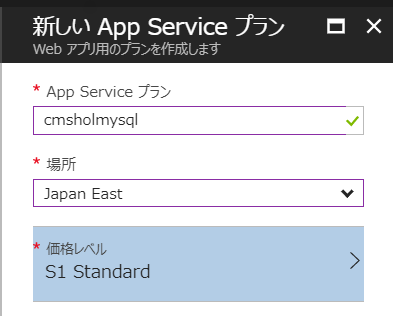 新しい App Service プラン
Web アプリ用のプランを作成します
* App Service プラン
cmsholmysql
* 場所
Japan East
* 価格レベル
S1 Standard